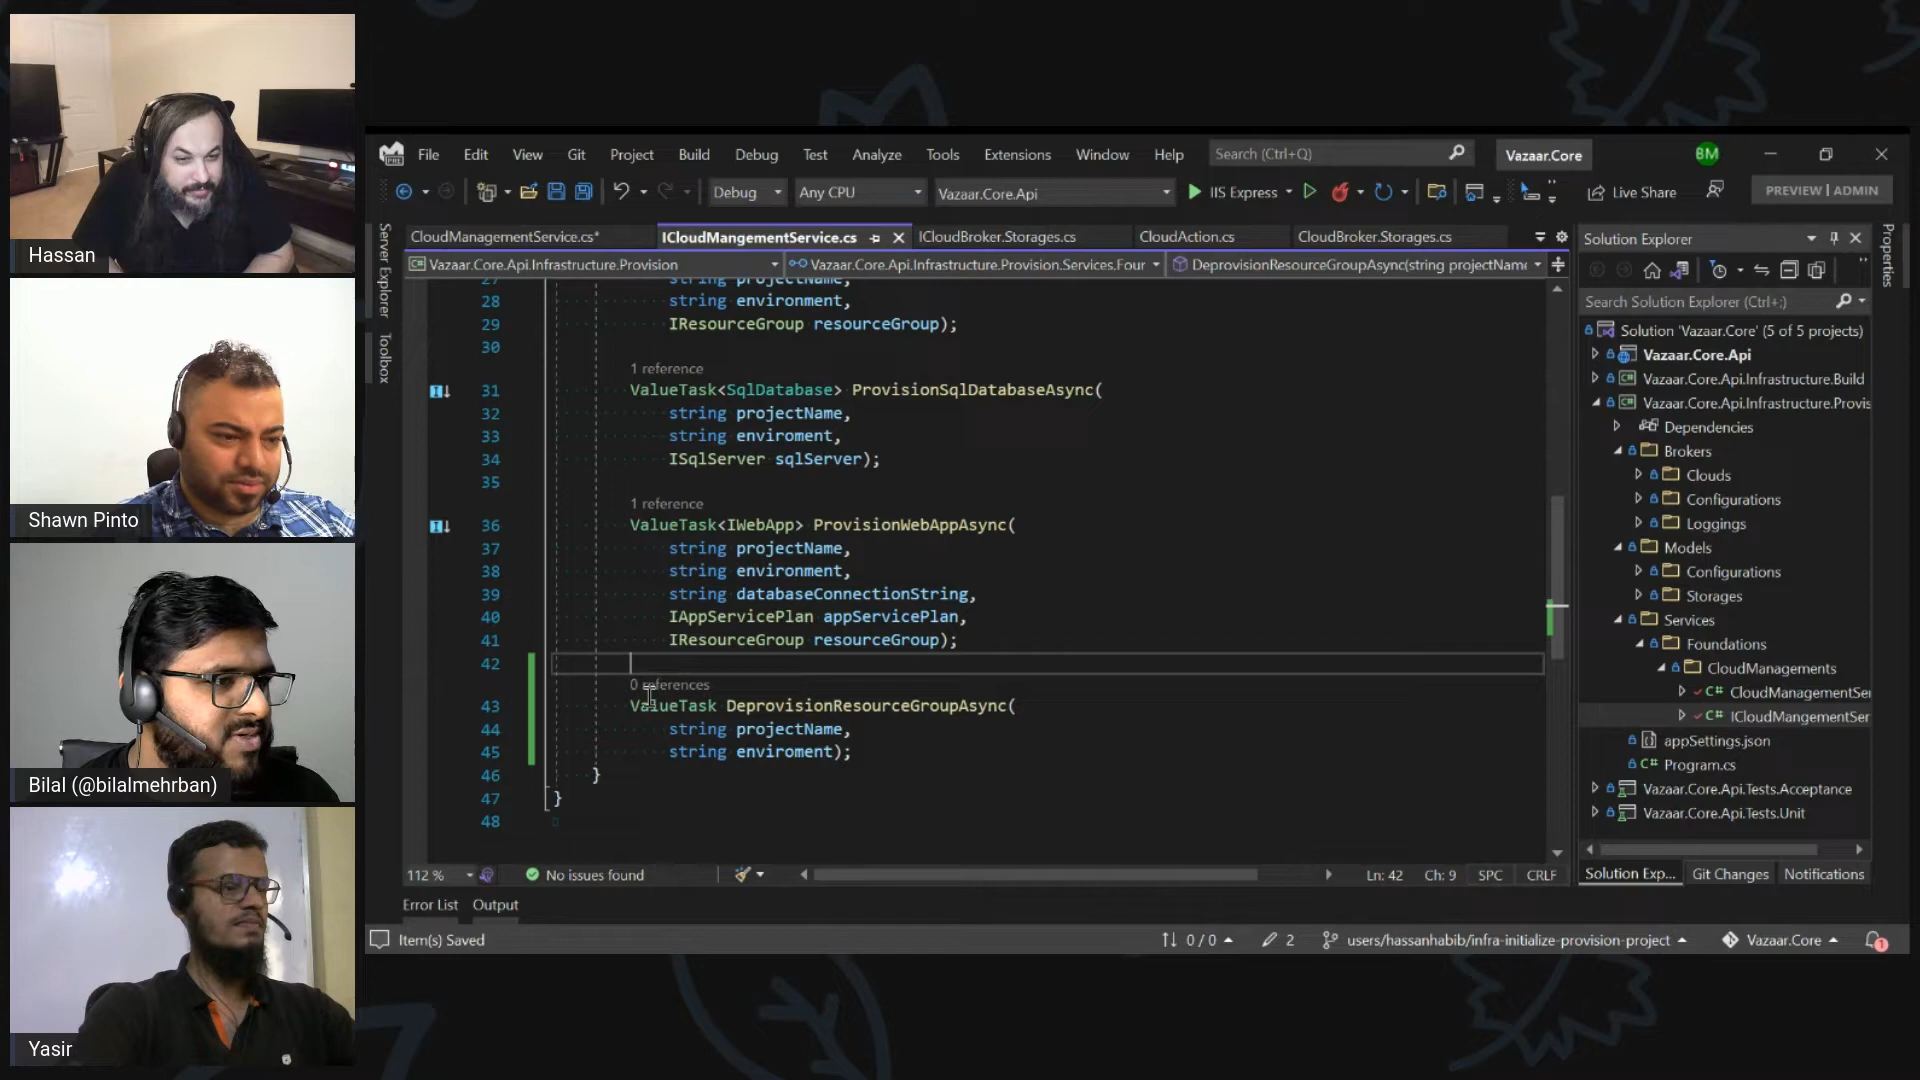 Hassan
Shawn Pinto
Bilal (@bilalmehrban)
Yasir
File Edit View Git Project Build Debug Test Analyze Tools Extensions Window Help Search (Ctrl+Q) Vazaar.Core BM
Debug Any CPU Vazaar.Core.Api IIS Express Live Share PREVIEW | ADMIN
Server Explorer
Toolbox
CloudManagementService.cs* ICloudMangementService.cs ICloudBroker.Storages.cs CloudAction.cs CloudBroker.Storages.cs
Vazaar.Core.Api.Infrastructure.Provision Vazaar.Core.Api.Infrastructure.Provision.Services.Four DeprovisionResourceGroupAsync(string projectName
27 string projectName,
28 string environment,
29 IResourceGroup resourceGroup);
30
1 reference
31 ValueTask<SqlDatabase> ProvisionSqlDatabaseAsync(
32 string projectName,
33 string enviroment,
34 ISqlServer sqlServer);
35
1 reference
36 ValueTask<IWebApp> ProvisionWebAppAsync(
37 string projectName,
38 string environment,
39 string databaseConnectionString,
40 IAppServicePlan appServicePlan,
41 IResourceGroup resourceGroup);
42
0 references
43 ValueTask DeprovisionResourceGroupAsync(
44 string projectName,
45 string enviroment);
46 }
47 }
48
112 % No issues found Ln: 42 Ch: 9 SPC CRLF
Error List Output
Item(s) Saved 0 / 0 2 users/hassanhabib/infra-initialize-provision-project Vazaar.Core 1
Solution Explorer
Search Solution Explorer (Ctrl+;)
Solution 'Vazaar.Core' (5 of 5 projects)
Vazaar.Core.Api
Vazaar.Core.Api.Infrastructure.Build
Vazaar.Core.Api.Infrastructure.Provis
Dependencies
Brokers
Clouds
Configurations
Loggings
Models
Configurations
Storages
Services
Foundations
CloudManagements
C# CloudManagementSer
C# ICloudMangementSer
appSettings.json
C# Program.cs
Vazaar.Core.Api.Tests.Acceptance
Vazaar.Core.Api.Tests.Unit
Solution Exp... Git Changes Notifications
Properties